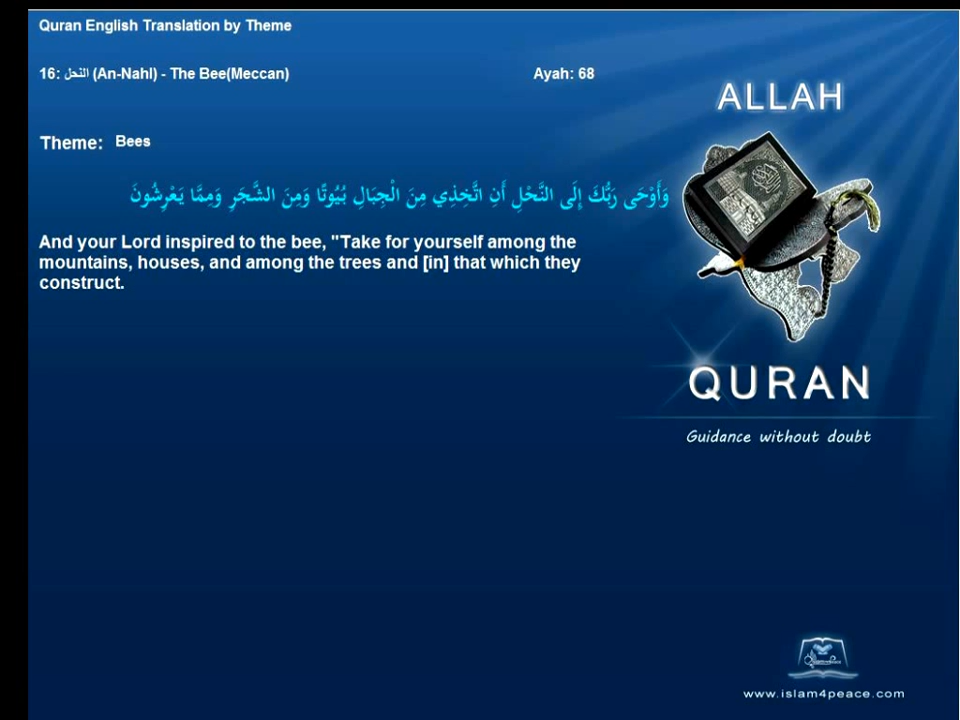 Quran English Translation by Theme
16: النحل (An-Nahl) - The Bee(Meccan)
Ayah: 68
Theme: Bees
وَأَوْحَى رَبُّكَ إِلَى النَّحْلِ أَنِ اتَّخِذِي مِنَ الْجِبَالِ بُيُوتًا وَمِنَ الشَّجَرِ وَمِمَّا يَعْرِشُونَ
And your Lord inspired to the bee, "Take for yourself among the
mountains, houses, and among the trees and [in] that which they
construct.
ALLAH
QURAN
Guidance without doubt
www.islam4peace.com